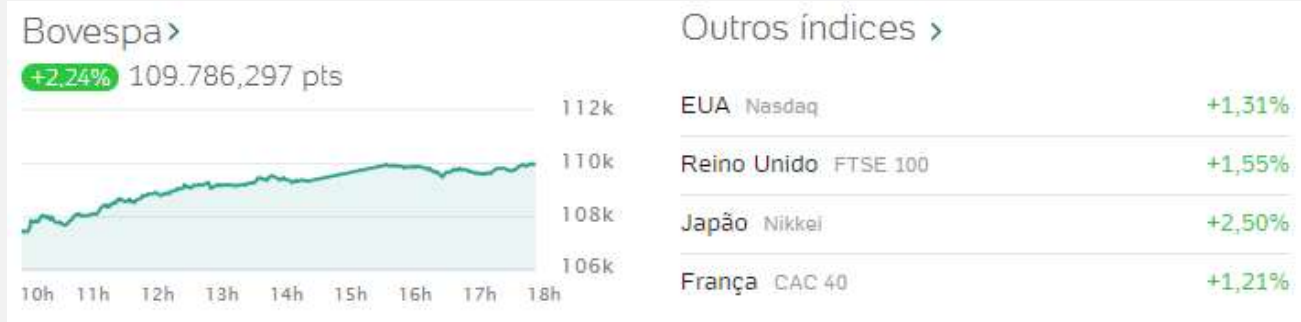 Bovespa>
+2,24% 109.786,297 pts
112k
110k
108k
106k
10h 11h 12h 13h 14h 15h 16h 17h 18h
Outros índices >
EUA Nasdaq +1,31%
Reino Unido FTSE 100 +1,55%
Japão Nikkei +2,50%
França CAC 40 +1,21%